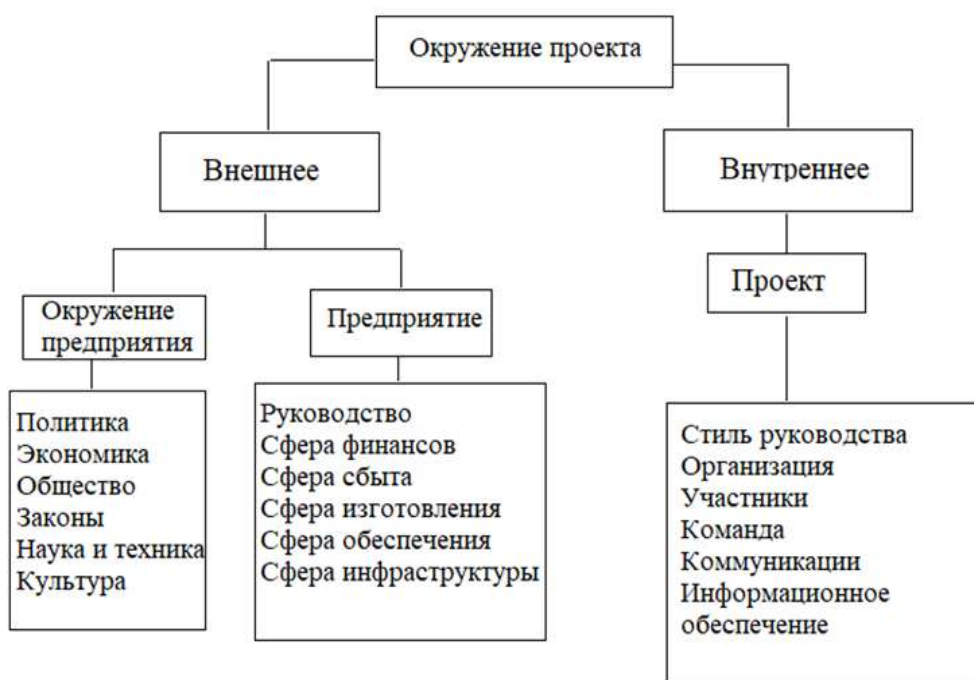 Окружение проекта
Внешнее
Внутреннее
Окружение
предприятия
Предприятие
Проект
Политика
Экономика
Общество
Законы
Наука и техника
Культура
Руководство
Сфера финансов
Сфера сбыта
Сфера изготовления
Сфера обеспечения
Сфера инфраструктуры
Стиль руководства
Организация
Участники
Команда
Коммуникации
Информационное
обеспечение